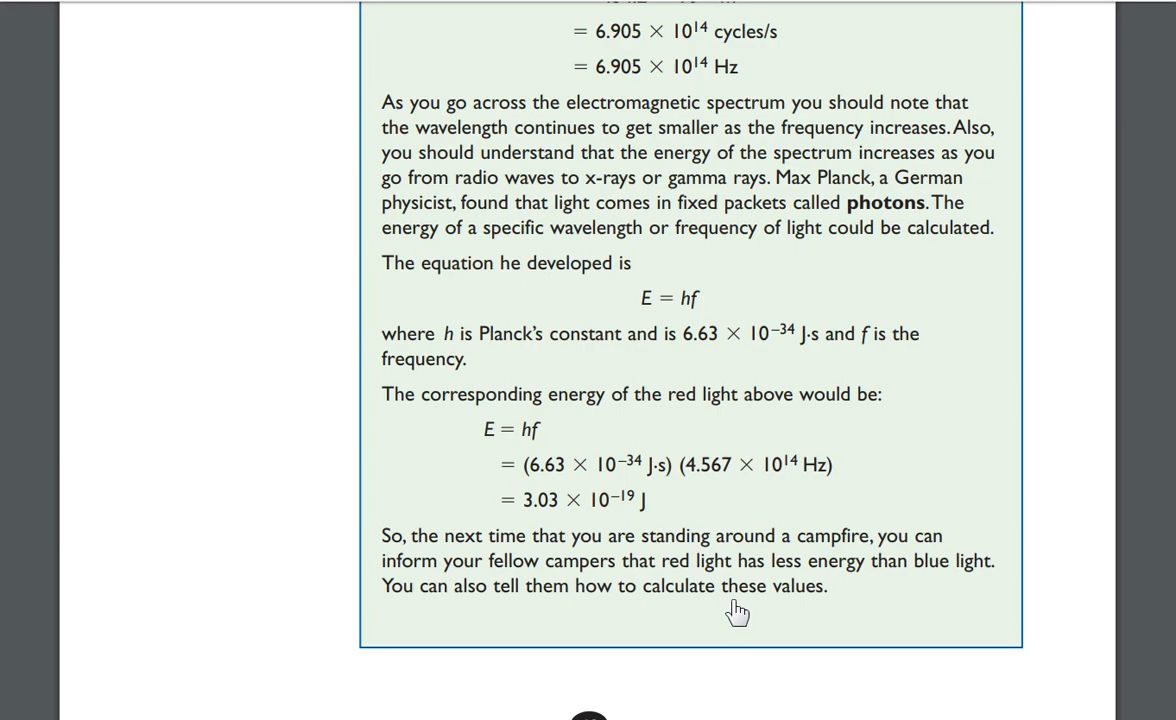 = 6.905 × 10¹⁴ cycles/s
= 6.905 × 10¹⁴ Hz
As you go across the electromagnetic spectrum you should note that
the wavelength continues to get smaller as the frequency increases. Also,
you should understand that the energy of the spectrum increases as you
go from radio waves to x-rays or gamma rays. Max Planck, a German
physicist, found that light comes in fixed packets called photons. The
energy of a specific wavelength or frequency of light could be calculated.
The equation he developed is
E = hf
where h is Planck's constant and is 6.63 × 10⁻³⁴ J·s and f is the
frequency.
The corresponding energy of the red light above would be:
E = hf
= (6.63 × 10⁻³⁴ J·s) (4.567 × 10¹⁴ Hz)
= 3.03 × 10⁻¹⁹ J
So, the next time that you are standing around a campfire, you can
inform your fellow campers that red light has less energy than blue light.
You can also tell them how to calculate these values.